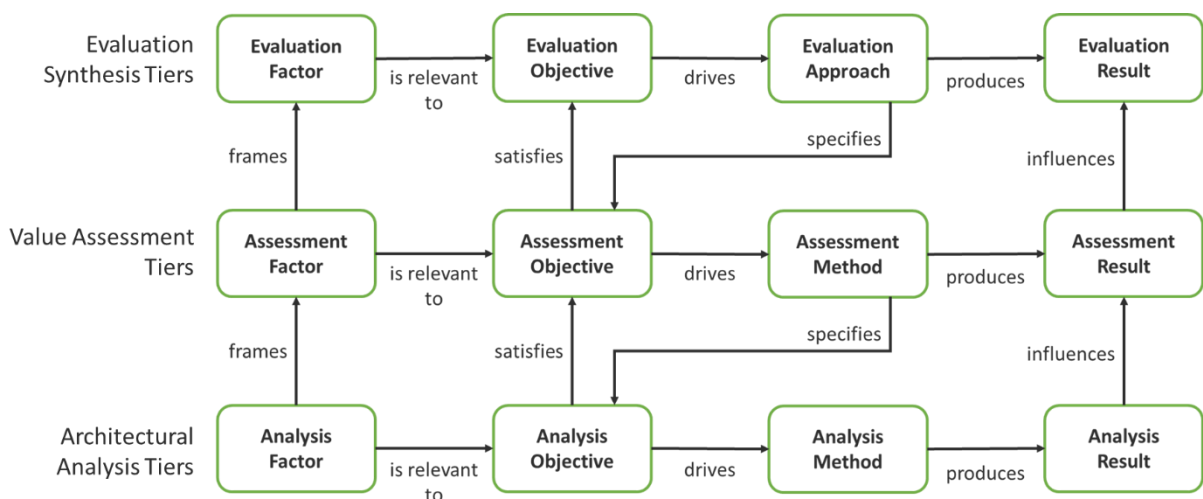 Evaluation
Synthesis Tiers
Evaluation
Factor
is relevant
to
Evaluation
Objective
drives
Evaluation
Approach
produces
Evaluation
Result
frames
satisfies
specifies
influences
Value Assessment
Tiers
Assessment
Factor
is relevant
to
Assessment
Objective
drives
Assessment
Method
produces
Assessment
Result
frames
satisfies
specifies
influences
Architectural
Analysis Tiers
Analysis
Factor
is relevant
to
Analysis
Objective
drives
Analysis
Method
produces
Analysis
Result